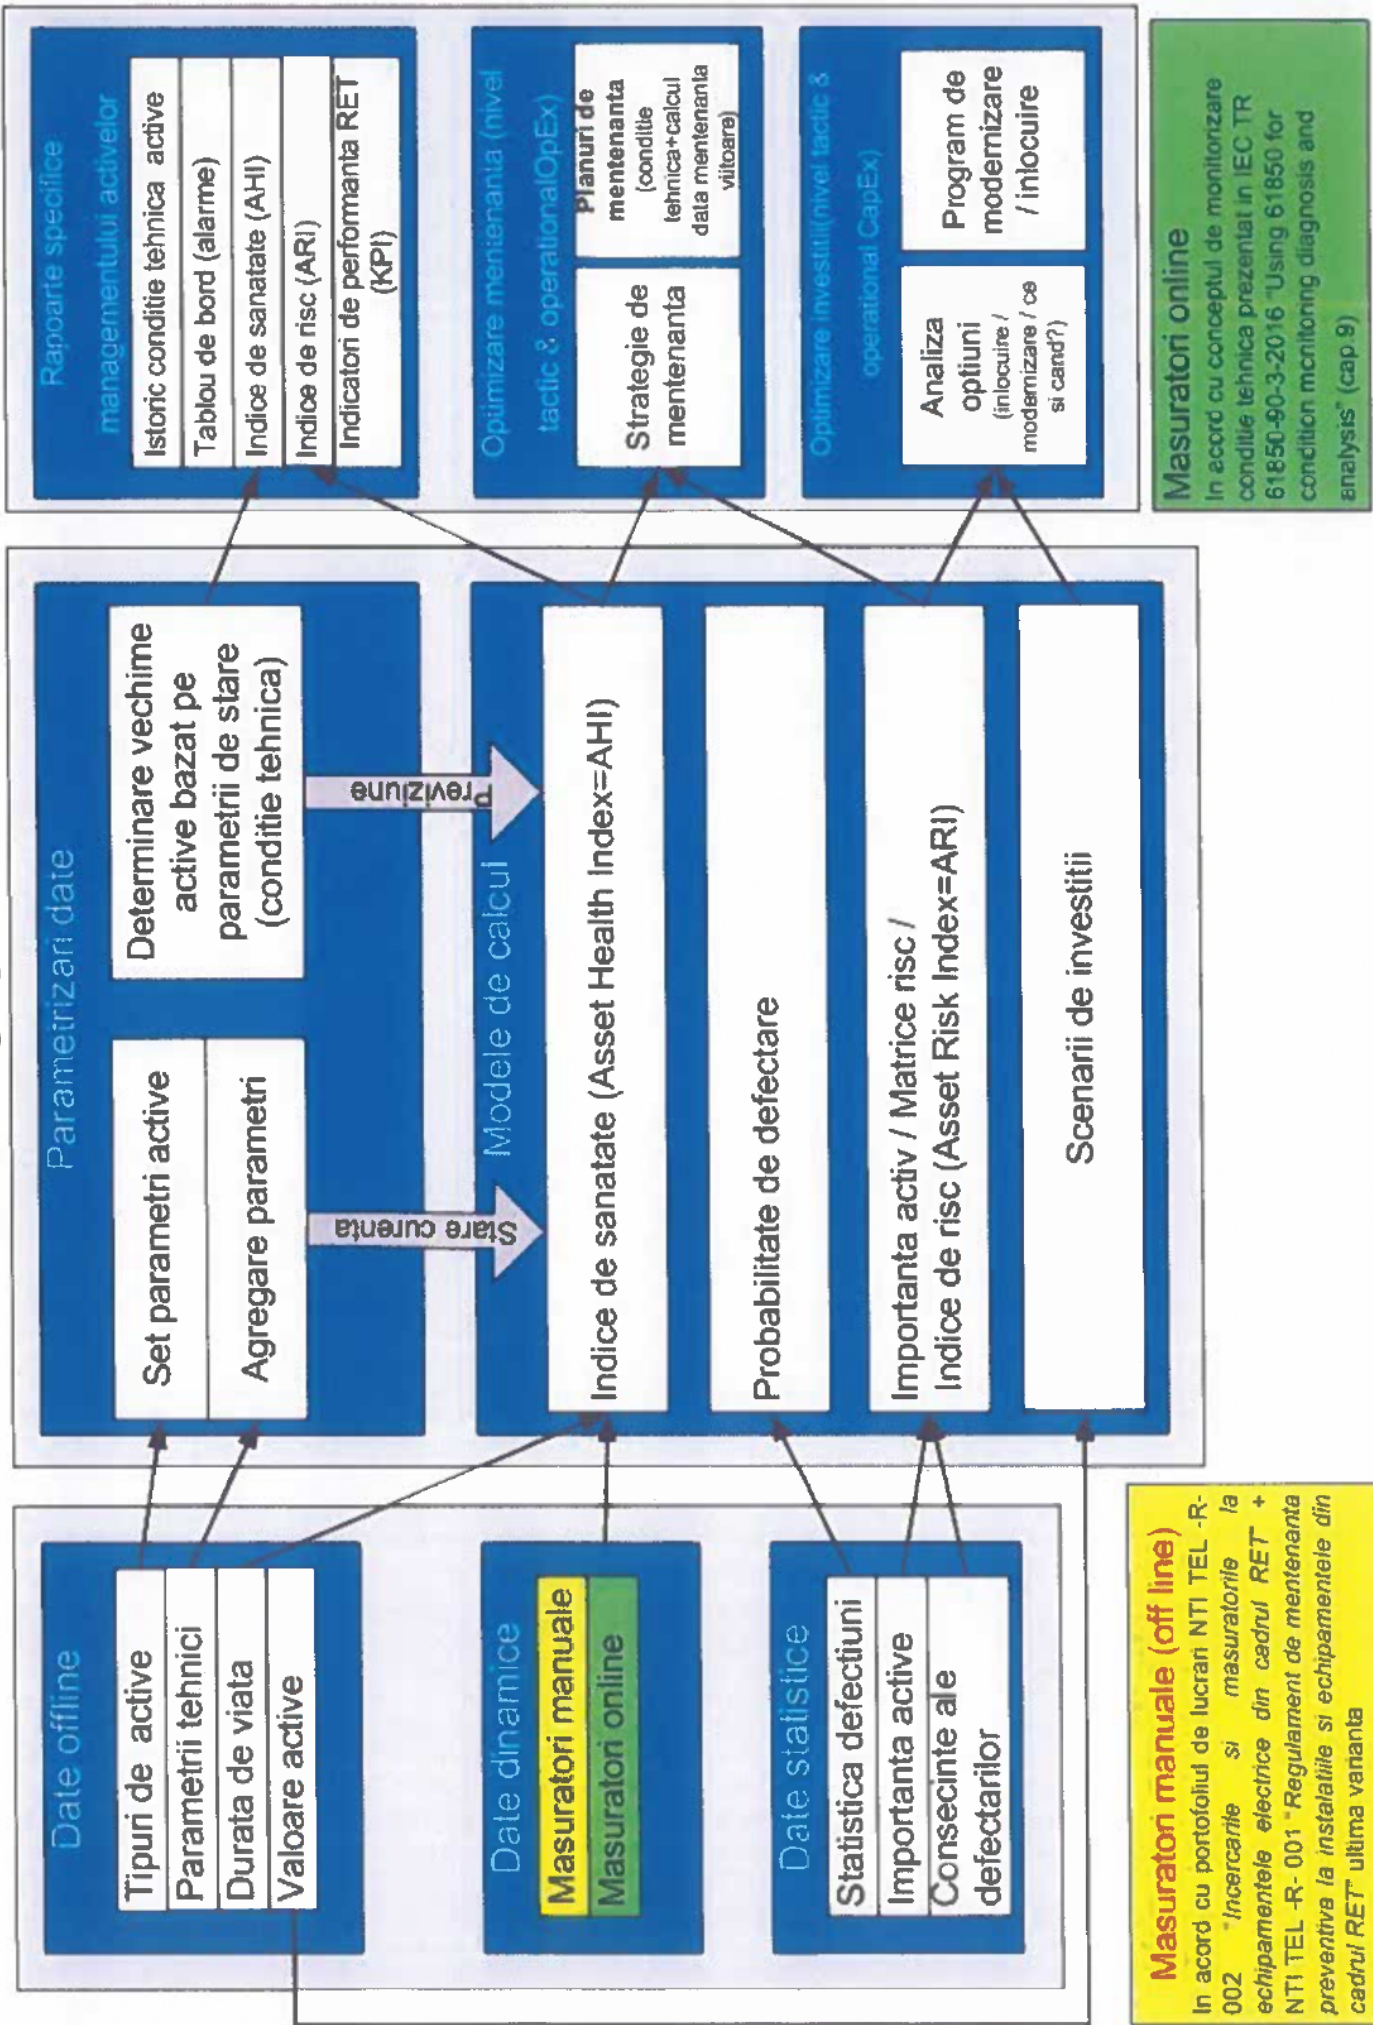 Date offline
Tipuri de active
Parametrii tehnici
Durata de viata
Valoare active
Date dinamice
Masuratori manuale
Masuratori online
Date statistice
Statistica defectiuni
Importanta active
Consecinte ale
defectarilor
Masuratori manuale (off line)
In acord cu portofoliul de lucrari NTI TEL -R-
002 "Incercarile si masuratorile la
echipamentele electrice din cadrul RET" +
NTI TEL -R- 001 "Regulament de mentenanta
preventiva la instalatiile si echipamentele din
cadrul RET" ultima varianta
Parametrizari date
Set parametri active
Agregare parametri
Determinare vechime
active bazat pe
parametrii de stare
(conditie tehnica)
Stare curenta
Previziune
Modele de calcul
Indice de sanatate (Asset Health Index=AHI)
Probabilitate de defectare
Importanta activ / Matrice risc /
Indice de risc (Asset Risk Index=ARI)
Scenarii de investitii
Rapoarte specifice
managementului activelor
Istoric conditie tehnica active
Tablou de bord (alarme)
Indice de sanatate (AHI)
Indice de risc (ARI)
Indicatori de performanta RET
(KPI)
Optimizare mentenanta (nivel
tactic & operationalOpEx)
Strategie de
mentenanta
Planuri de
mentenanta
(conditie
tehnica+calcul
data mentenanta
viitoare)
Optimizare investitii(nivel tactic &
operational CapEx)
Analiza
optiuni
(inlocuire /
modernizare / ce
si cand?)
Program de
modernizare
/ inlocuire
Masuratori online
In acord cu conceptul de monitorizare
conditie tehnica prezentat in IEC TR
61850-90-3-2016 "Using 61850 for
condition monitoring diagnosis and
analysis" (cap.9)